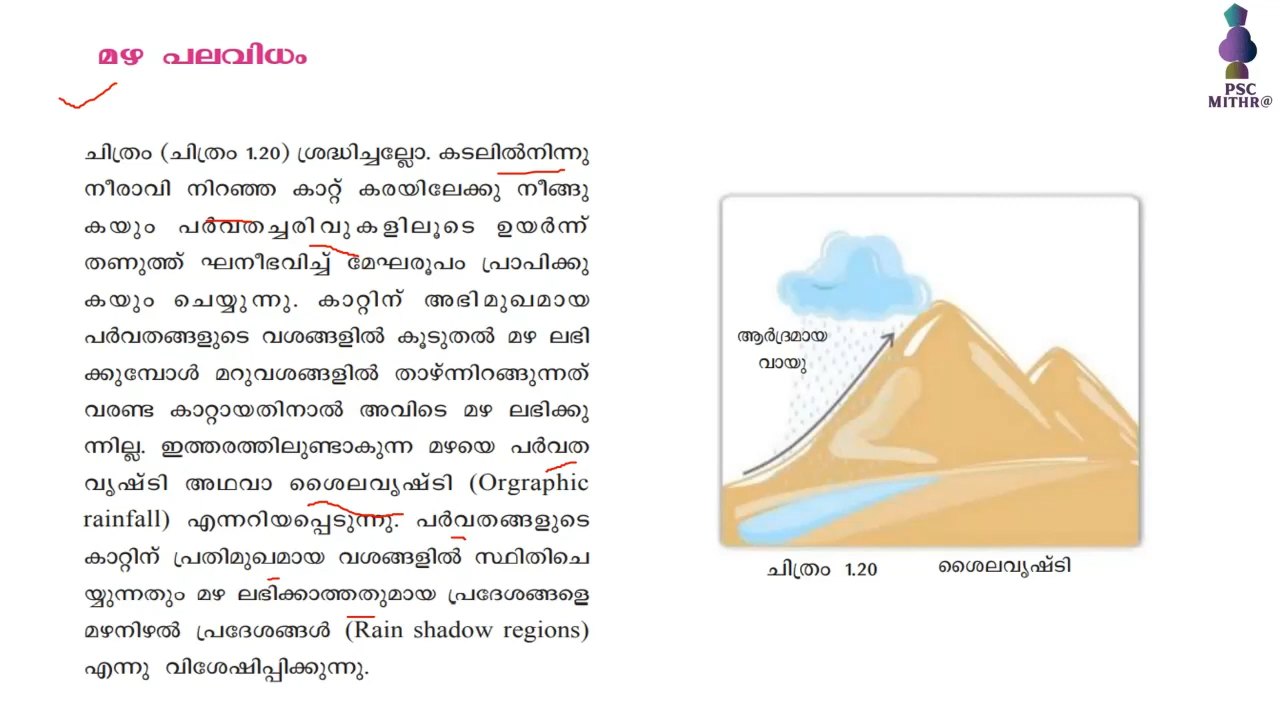 മഴ പലവിധം
PSC
MITHR@
ചിത്രം (ചിത്രം 1.20) ശ്രദ്ധിച്ചല്ലോ. കടലിൽനിന്നു
നീരാവി നിറഞ്ഞ കാറ്റ് കരയിലേക്കു നീങ്ങു
കയും പർവതച്ചരിവുകളിലൂടെ ഉയർന്ന്
തണുത്ത് ഘനീഭവിച്ച് മേഘരൂപം പ്രാപിക്കു
കയും ചെയ്യുന്നു. കാറ്റിന് അഭിമുഖമായ
പർവതങ്ങളുടെ വശങ്ങളിൽ കൂടുതൽ മഴ ലഭി
ക്കുമ്പോൾ മറുവശങ്ങളിൽ താഴ്ന്നിറങ്ങുന്നത്
വരണ്ട കാറ്റായതിനാൽ അവിടെ മഴ ലഭിക്കു
ന്നില്ല. ഇത്തരത്തിലുണ്ടാകുന്ന മഴയെ പർവത
വൃഷ്ടി അഥവാ ശൈലവൃഷ്ടി (Orgraphic
rainfall) എന്നറിയപ്പെടുന്നു. പർവതങ്ങളുടെ
കാറ്റിന് പ്രതിമുഖമായ വശങ്ങളിൽ സ്ഥിതിചെ
യ്യുന്നതും മഴ ലഭിക്കാത്തതുമായ പ്രദേശങ്ങളെ
മഴനിഴൽ പ്രദേശങ്ങൾ (Rain shadow regions)
എന്നു വിശേഷിപ്പിക്കുന്നു.
ആർദ്രമായ
വായു
ചിത്രം 1.20 ശൈലവൃഷ്ടി